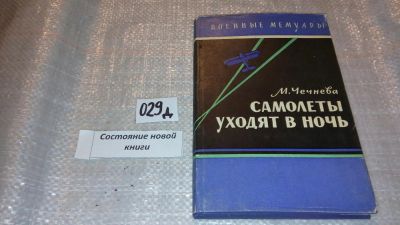 ВОЕННЫЕ МЕМУАРЫ
М. Чечнева
САМОЛЕТЫ
УХОДЯТ В НОЧЬ
029д
Состояние новой
книги